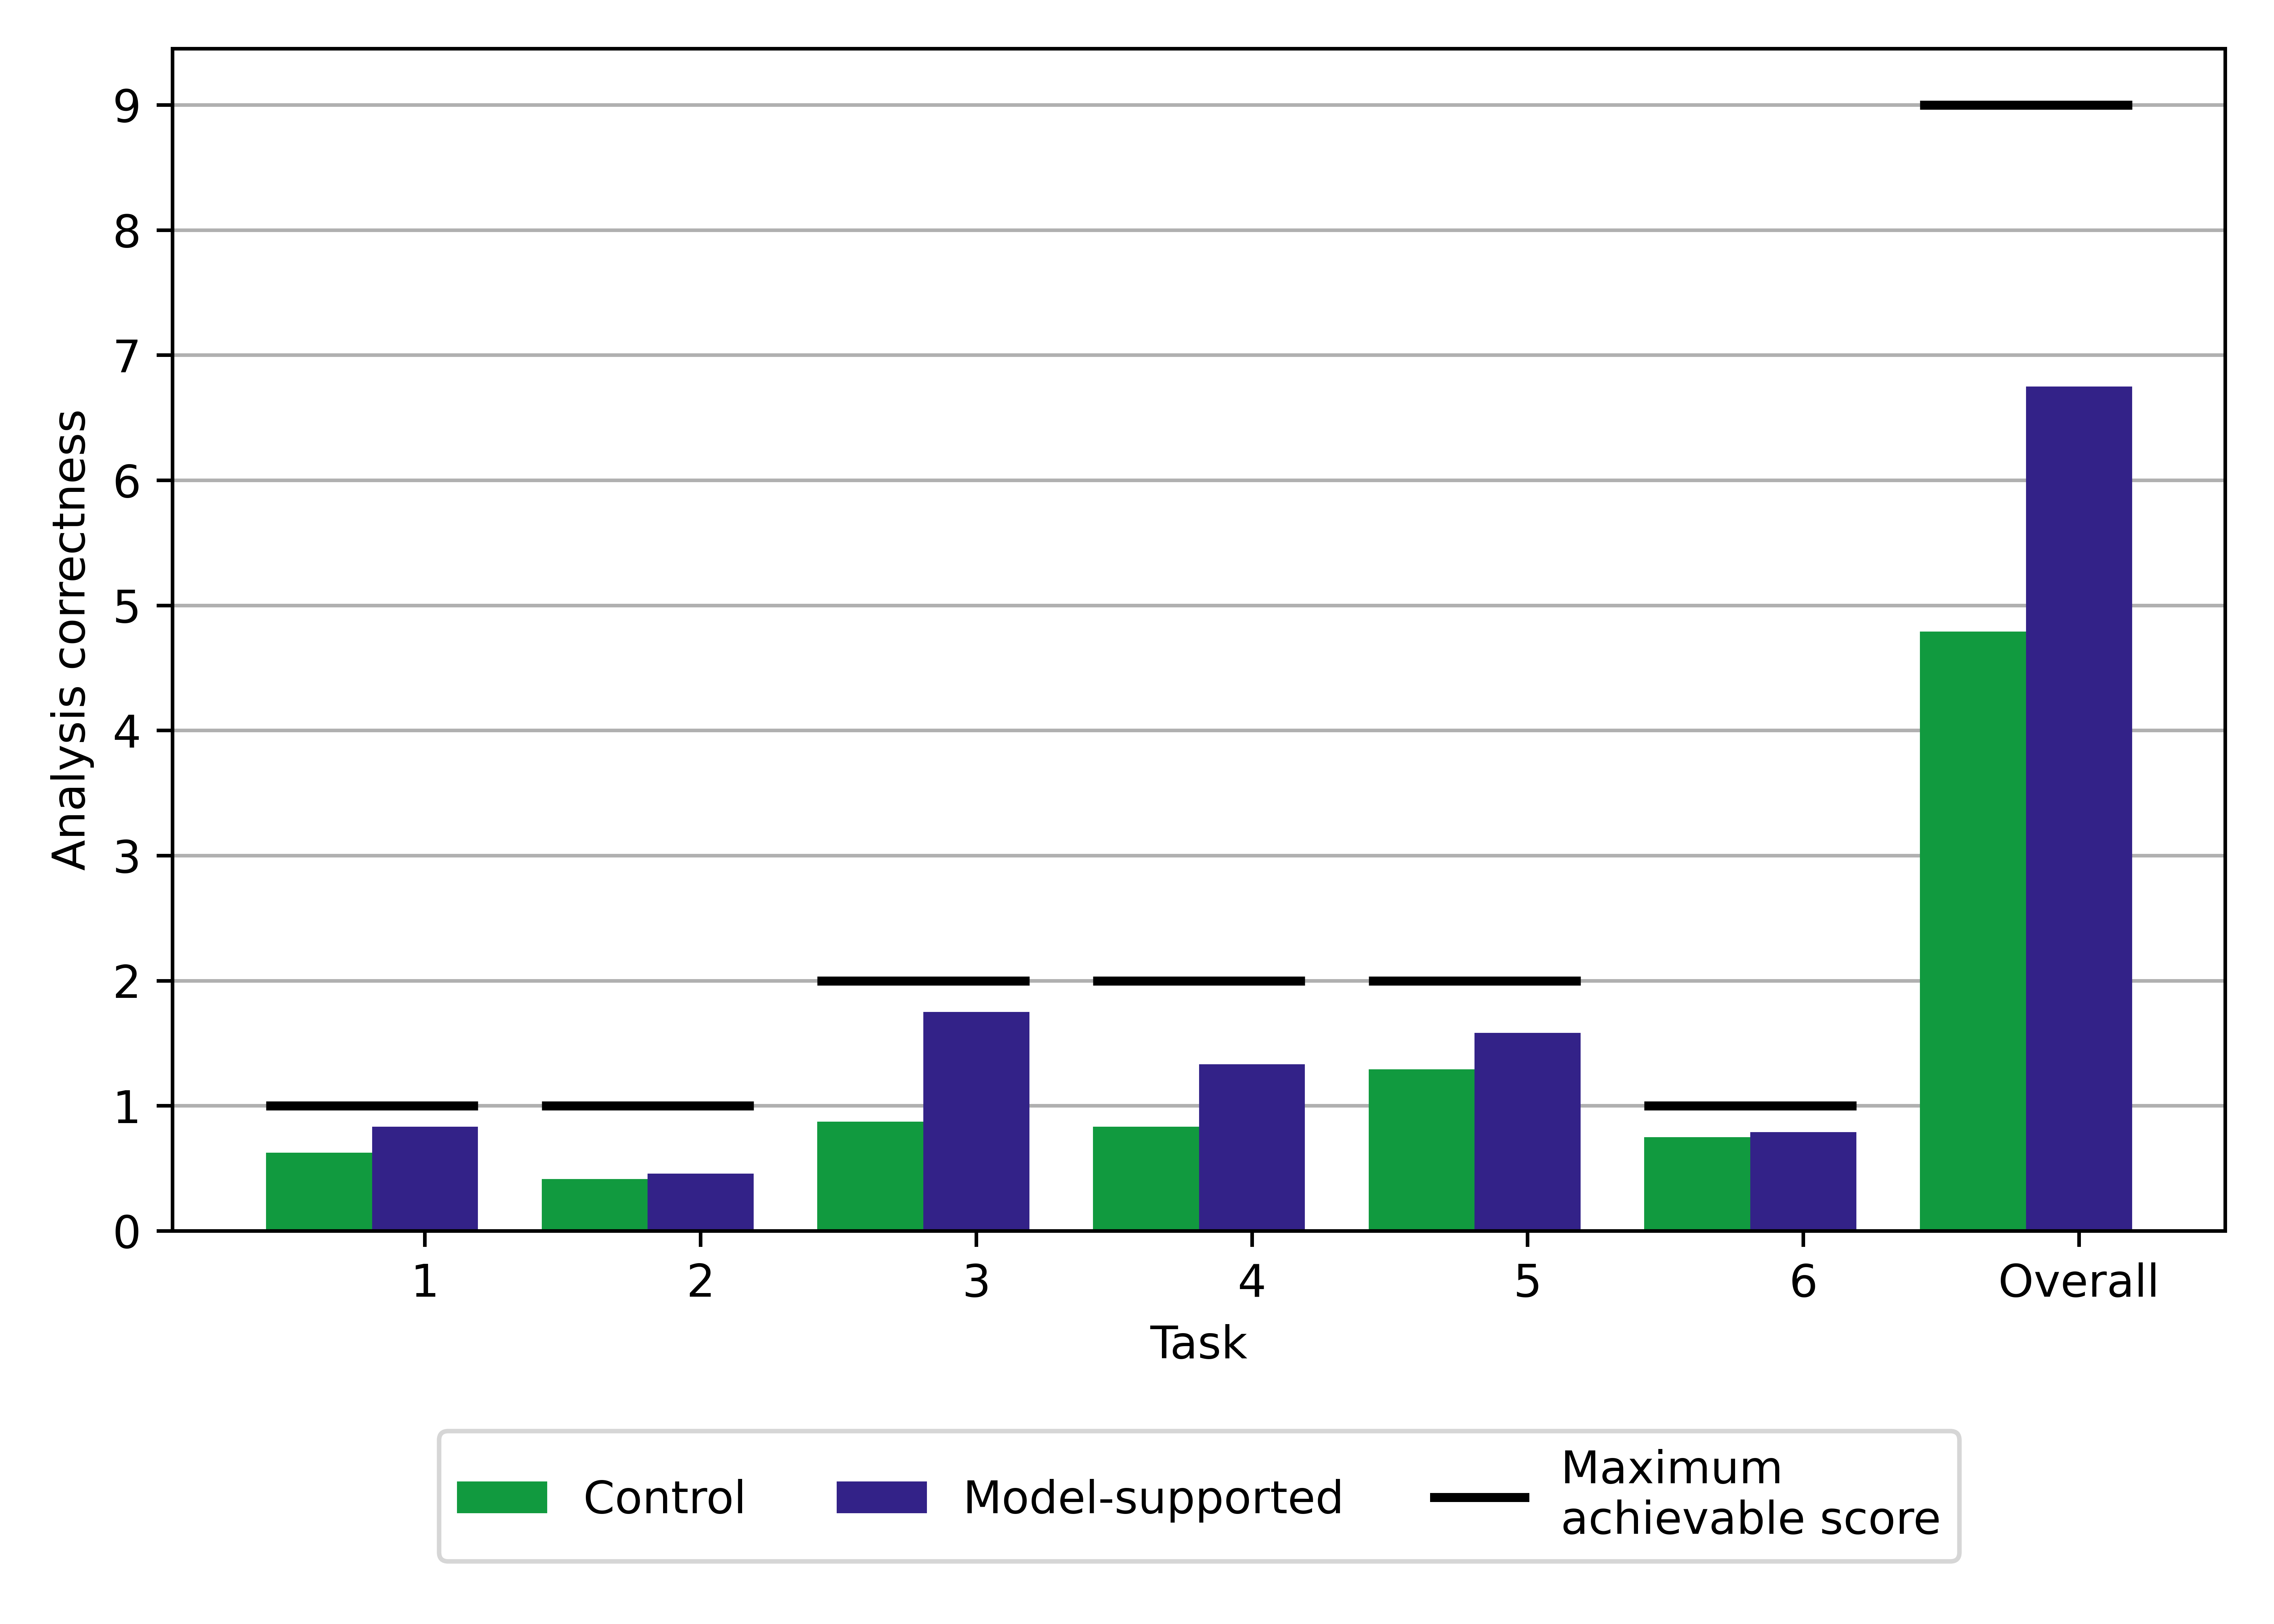 9
8
7
6
5
4
3
2
1
0
Analysis correctness
1 2 3 4 5 6 Overall
Task
Control Model-supported Maximum
achievable score